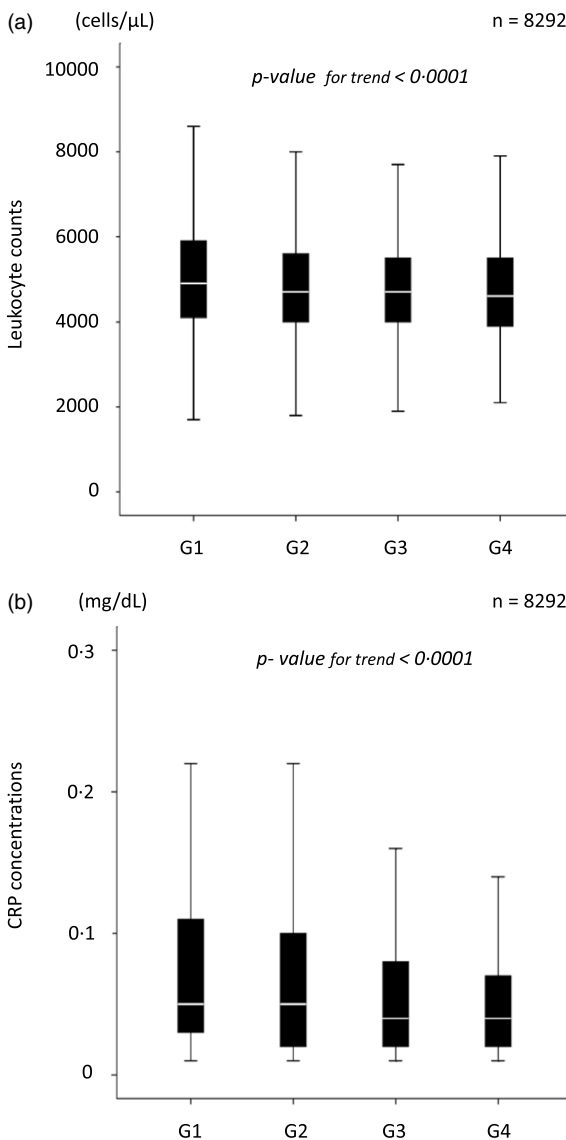 (a) (cells/µL) n = 8292
10000
p-value for trend < 0·0001
8000
6000
4000
2000
0
Leukocyte counts
G1 G2 G3 G4
(b) (mg/dL) n = 8292
0·3
p- value for trend < 0·0001
0·2
0·1
0
CRP concentrations
G1 G2 G3 G4